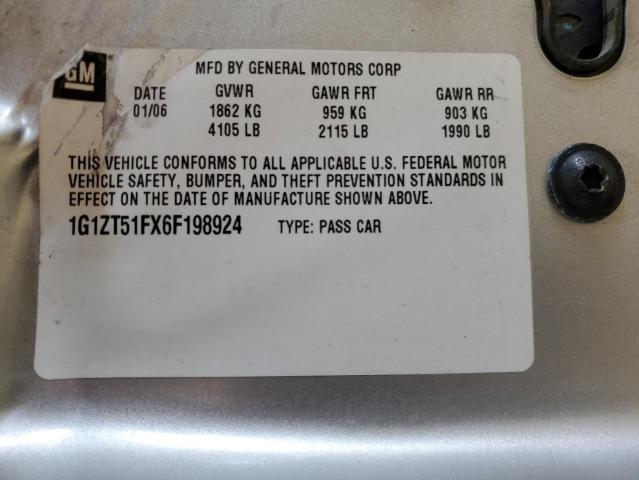 GM
MFD BY GENERAL MOTORS CORP
DATE GVWR GAWR FRT GAWR RR
01/06 1862 KG 959 KG 903 KG
4105 LB 2115 LB 1990 LB
THIS VEHICLE CONFORMS TO ALL APPLICABLE U.S. FEDERAL MOTOR
VEHICLE SAFETY, BUMPER, AND THEFT PREVENTION STANDARDS IN
EFFECT ON THE DATE OF MANUFACTURE SHOWN ABOVE.
1G1ZT51FX6F198924 TYPE: PASS CAR